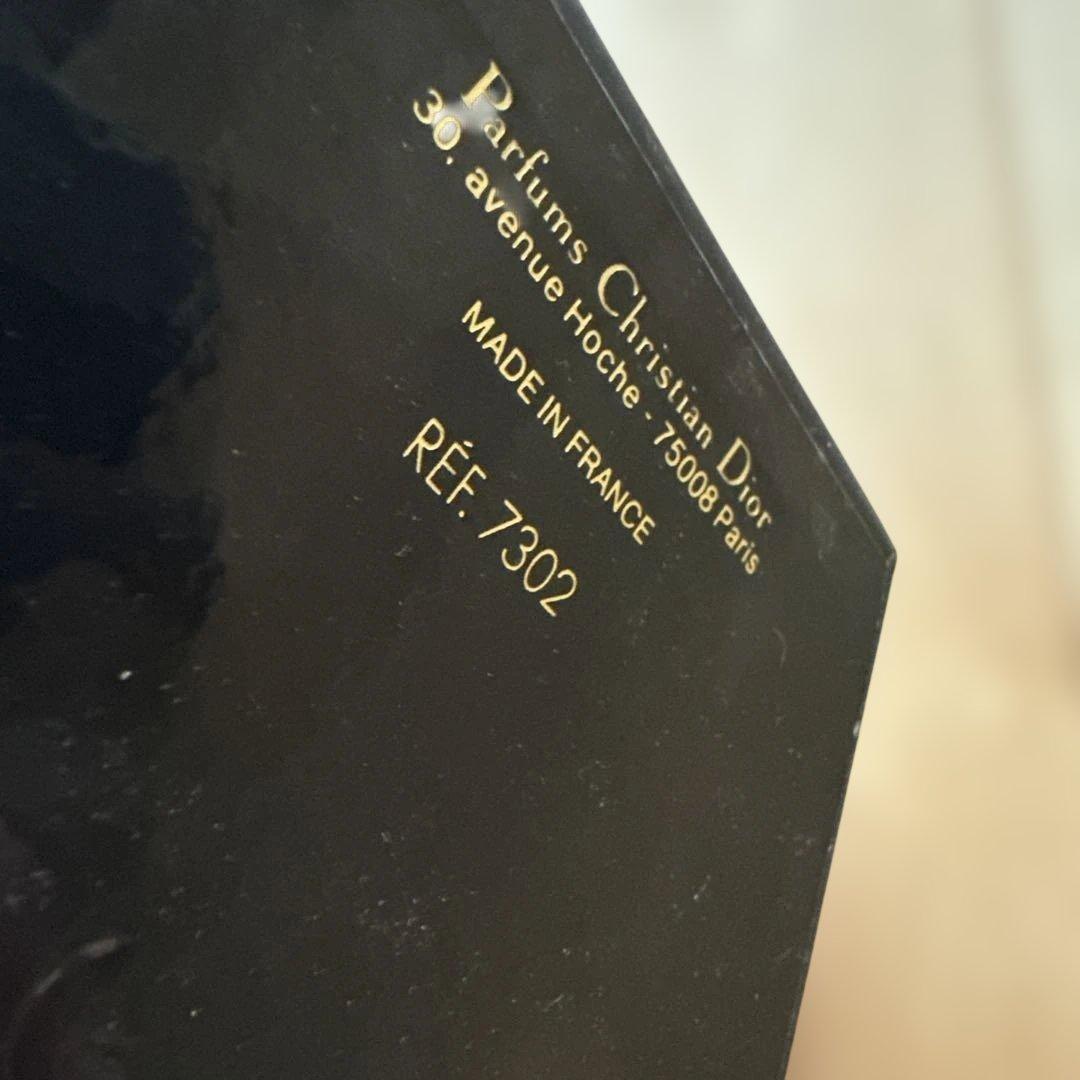 Parfums Christian Dior
30, avenue Hoche - 75008 Paris
MADE IN FRANCE
RÉF. 7302